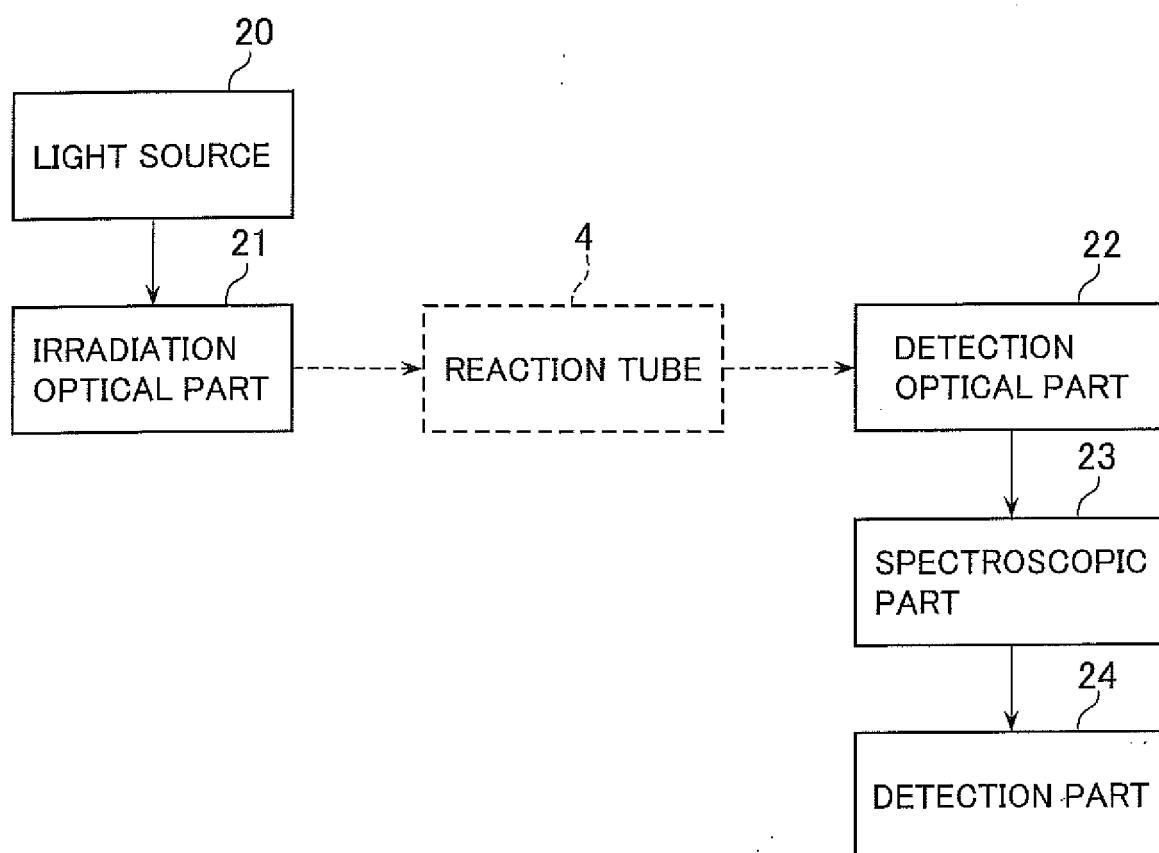 20
LIGHT SOURCE
21
IRRADIATION
OPTICAL PART
4
REACTION TUBE
22
DETECTION
OPTICAL PART
23
SPECTROSCOPIC
PART
24
DETECTION PART